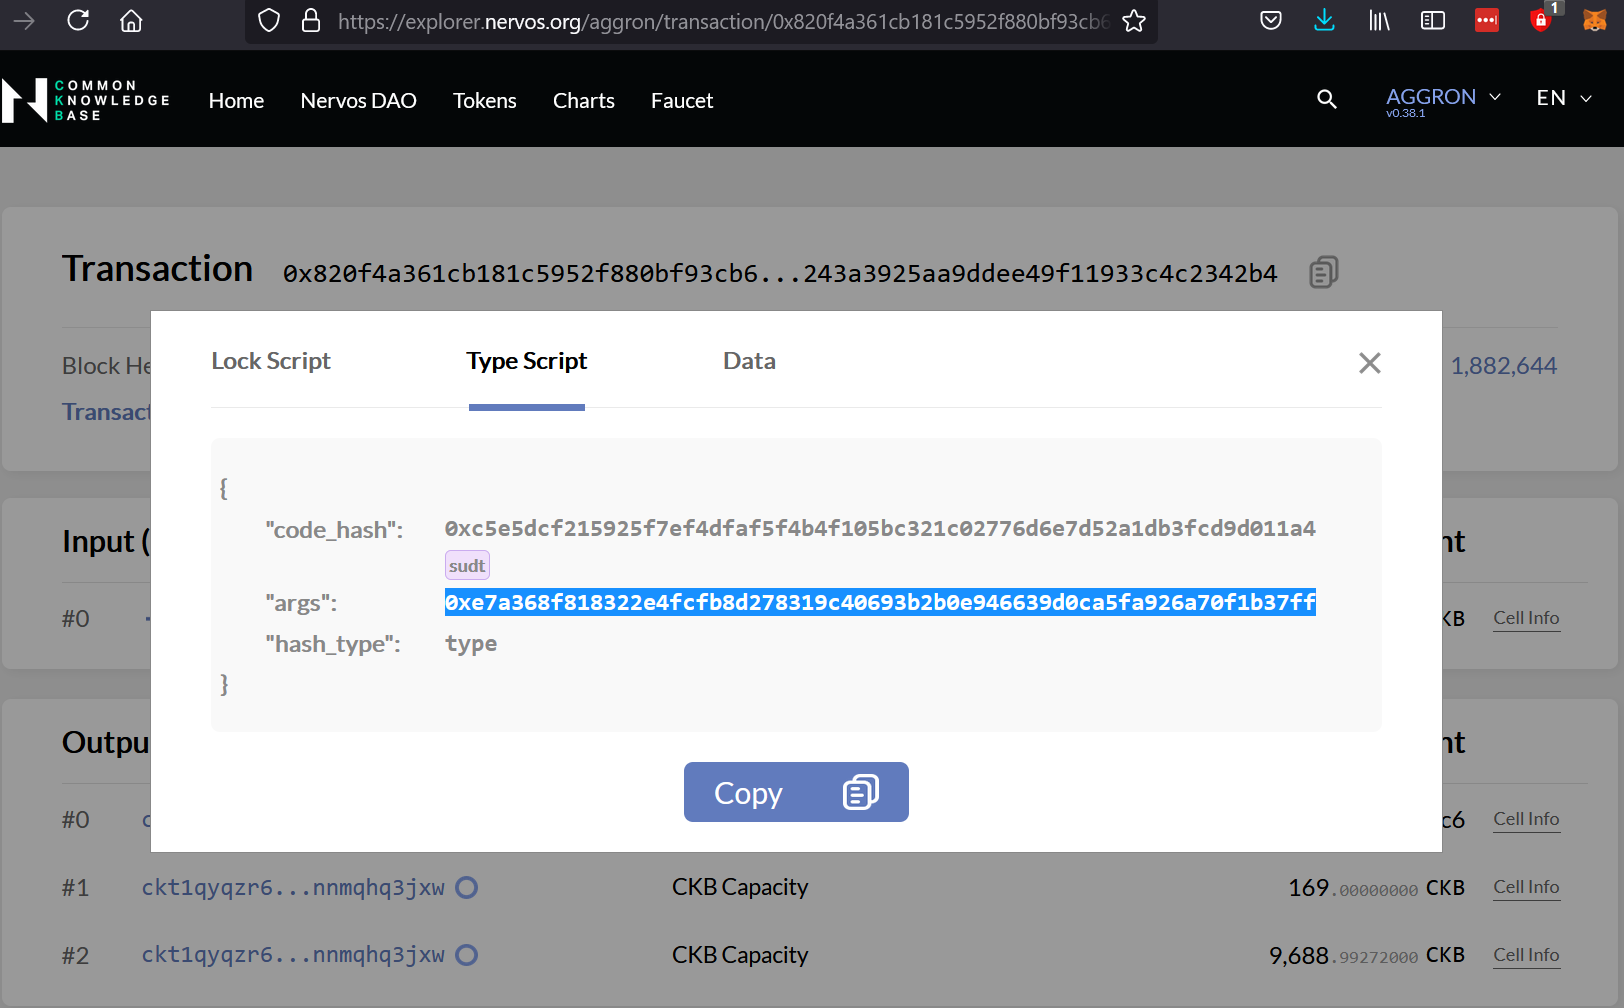 https://explorer.nervos.org/aggron/transaction/0x820f4a361cb181c5952f880bf93cb6
1
COMMON
KNOWLEDGE
BASE
Home
Nervos DAO
Tokens
Charts
Faucet
AGGRON
v0.38.1
EN
Transaction
0x820f4a361cb181c5952f880bf93cb6...243a3925aa9ddee49f11933c4c2342b4
Block He
1,882,644
Transact
Lock Script
Type Script
Data
{
"code_hash": 0xc5e5dcf215925f7ef4dfaf5f4b4f105bc321c02776d6e7d52a1db3fcd9d011a4
sudt
"args": 0xe7a368f818322e4fcfb8d278319c40693b2b0e946639d0ca5fa926a70f1b37ff
"hash_type": type
}
Copy
Input (
nt
#0
KB
Cell Info
Outpu
nt
#0
c6
Cell Info
#1 ckt1qyqzr6...nnmqhq3jxw CKB Capacity 169.00000000 CKB Cell Info
#2 ckt1qyqzr6...nnmqhq3jxw CKB Capacity 9,688.99272000 CKB Cell Info